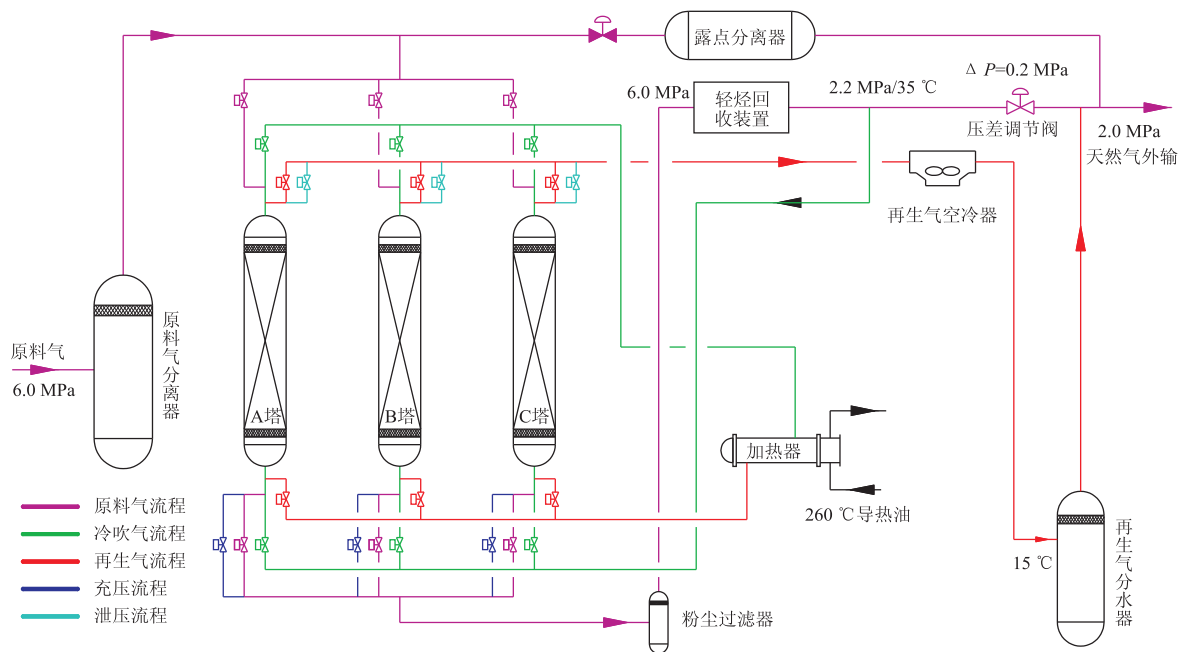 露点分离器
Δ P=0.2 MPa
6.0 MPa
轻烃回
收装置
2.2 MPa/35 ℃
压差调节阀
2.0 MPa
天然气外输
再生气空冷器
原料气
6.0 MPa
原料气分离器
A塔
B塔
C塔
加热器
260 ℃导热油
原料气流程
冷吹气流程
再生气流程
充压流程
泄压流程
粉尘过滤器
15 ℃
再生气分水器